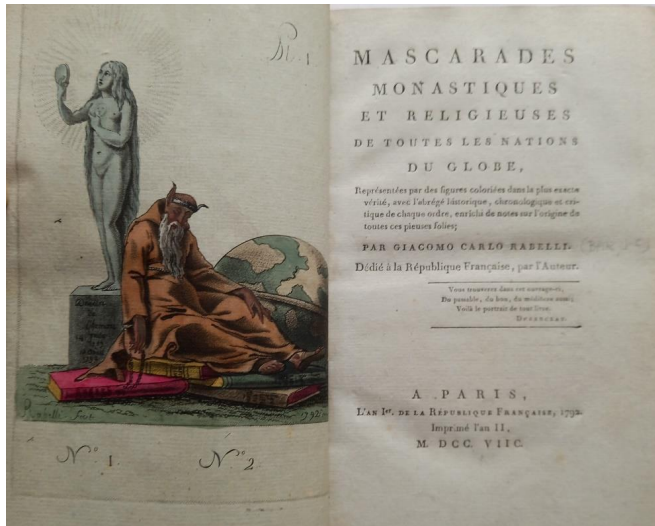 Pl. 1
1792
N° 1
N° 2
MASCARADES
MONASTIQUES
ET RELIGIEUSES
DE TOUTES LES NATIONS
DU GLOBE,
Représentées par des figures coloriées dans la plus exacte
vérité, avec l'abrégé historique, chronologique et cri-
tique de chaque ordre, enrichi de notes sur l'origine de
toutes ces pieuses folies;
PAR GIACOMO CARLO RABELLI.
Dédié à la République Française, par l'Auteur.
Vous trouverez dans cet ouvrage-ci,
Du passable, du bon, du médiocre aussi;
Voilà le portrait de tout livre.
A PARIS,
L'AN Ier. DE LA RÉPUBLIQUE FRANÇAISE, 1792.
Imprimé l'an II,
M. DCC. VIIC.